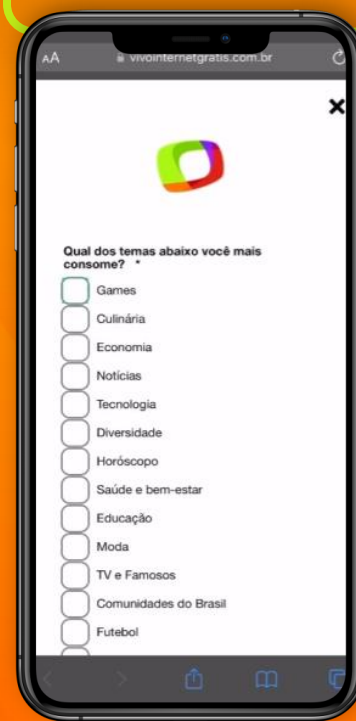 AA vivointernetgratis.com.br
Qual dos temas abaixo você mais
consome? *
Games
Culinária
Economia
Notícias
Tecnologia
Diversidade
Horóscopo
Saúde e bem-estar
Educação
Moda
TV e Famosos
Comunidades do Brasil
Futebol